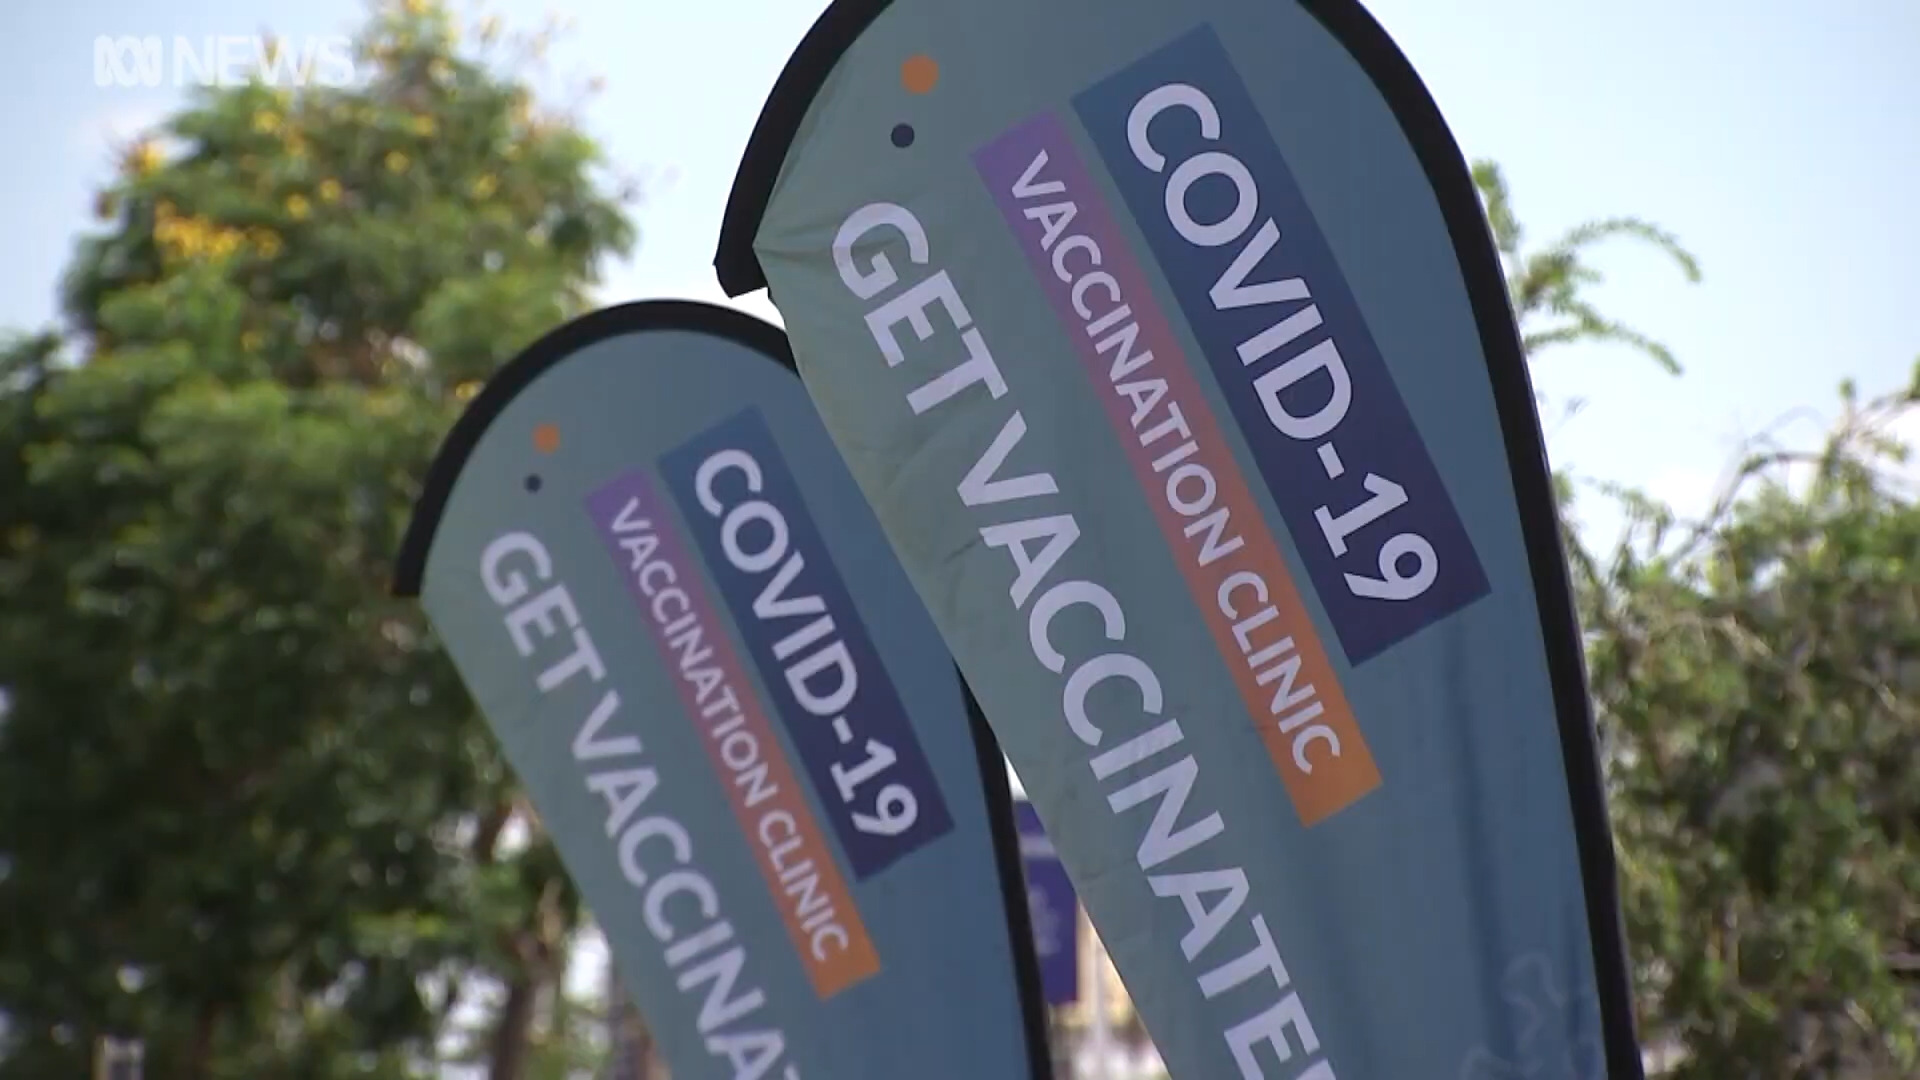 ABC NEWS
COVID-19
VACCINATION CLINIC
GET VACCINATE
COVID-19
VACCINATION CLINIC
GET VACCINA